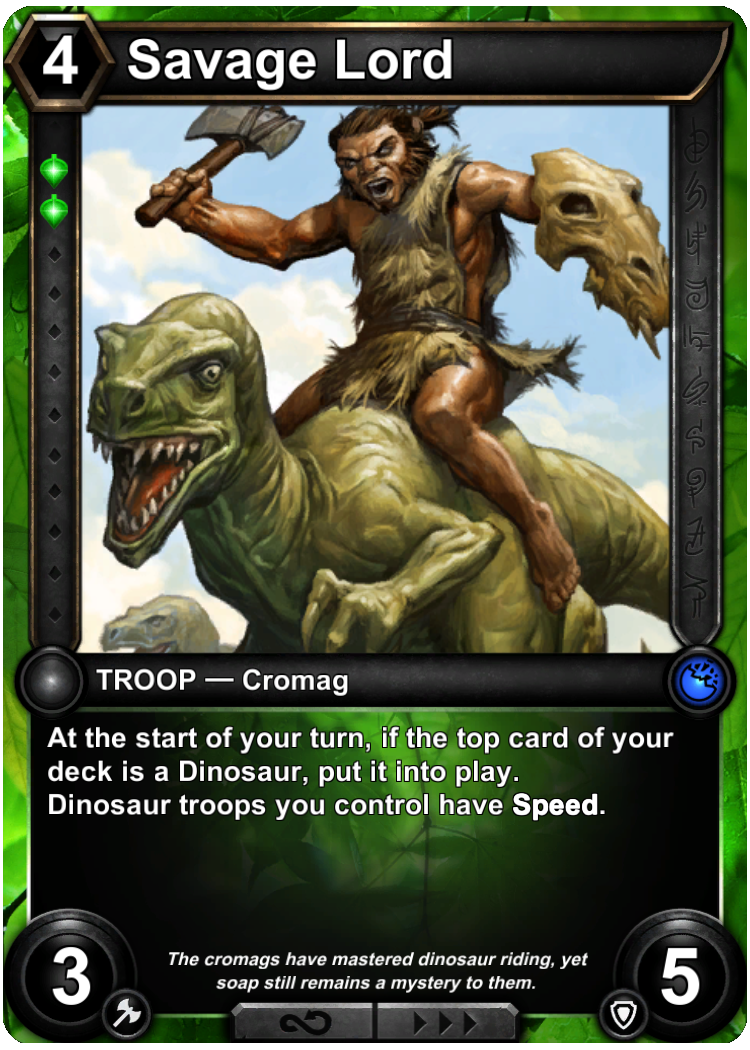 4 Savage Lord
TROOP — Cromag
At the start of your turn, if the top card of your
deck is a Dinosaur, put it into play.
Dinosaur troops you control have Speed.
The cromags have mastered dinosaur riding, yet
soap still remains a mystery to them.
3 5